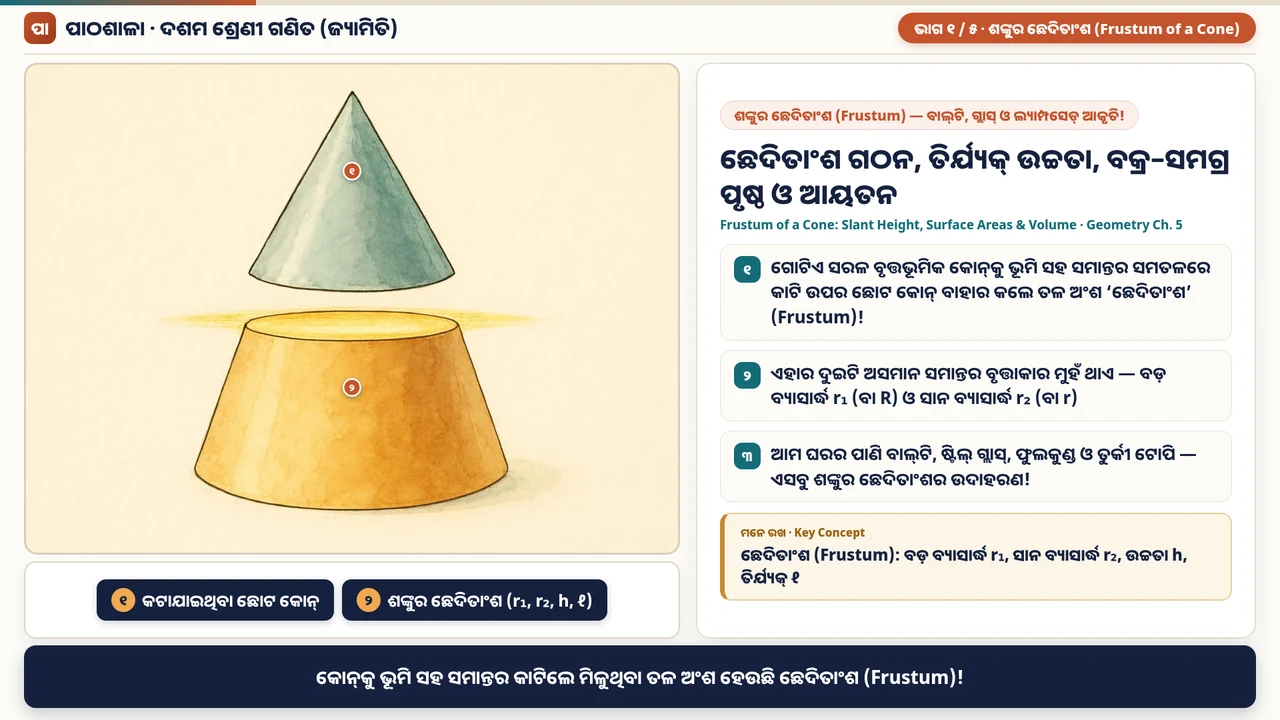 ପା ପାଠଶାଳା · ଦଶମ ଶ୍ରେଣୀ ଗଣିତ (ଜ୍ୟାମିତି)
ଭାଗ ୧ / ୫ · ଶଙ୍କୁର ଛେଦିତାଂଶ (Frustum of a Cone)
୧
୨
୧ କଟାଯାଇଥିବା ଛୋଟ କୋନ୍
୨ ଶଙ୍କୁର ଛେଦିତାଂଶ (r₁, r₂, h, ℓ)
ଶଙ୍କୁର ଛେଦିତାଂଶ (Frustum) — ବାଲ୍‌ଟି, ଗ୍ଲାସ୍ ଓ ଲ୍ୟାମ୍ପସେଡ୍ ଆକୃତି!
ଛେଦିତାଂଶ ଗଠନ, ତିର୍ଯ୍ୟକ୍ ଉଚ୍ଚତା, ବକ୍ର-ସମଗ୍ର
ପୃଷ୍ଠ ଓ ଆୟତନ
Frustum of a Cone: Slant Height, Surface Areas & Volume · Geometry Ch. 5
୧ ଗୋଟିଏ ସରଳ ବୃତ୍ତଭୂମିକ କୋନ୍‌କୁ ଭୂମି ସହ ସମାନ୍ତର ସମତଳରେ
କାଟି ଉପର ଛୋଟ କୋନ୍ ବାହାର କଲେ ତଳ ଅଂଶ ‘ଛେଦିତାଂଶ’
(Frustum)!
୨ ଏହାର ଦୁଇଟି ଅସମାନ ସମାନ୍ତର ବୃତ୍ତାକାର ମୁହଁ ଥାଏ — ବଡ଼
ବ୍ୟାସାର୍ଦ୍ଧ r₁ (ବା R) ଓ ସାନ ବ୍ୟାସାର୍ଦ୍ଧ r₂ (ବା r)
୩ ଆମ ଘରର ପାଣି ବାଲ୍‌ଟି, ଷ୍ଟିଲ୍ ଗ୍ଲାସ୍, ଫୁଲକୁଣ୍ଡ ଓ ତୁର୍କୀ ଟୋପି —
ଏସବୁ ଶଙ୍କୁର ଛେଦିତାଂଶର ଉଦାହରଣ!
ମନେ ରଖ · Key Concept
ଛେଦିତାଂଶ (Frustum): ବଡ଼ ବ୍ୟାସାର୍ଦ୍ଧ r₁, ସାନ ବ୍ୟାସାର୍ଦ୍ଧ r₂, ଉଚ୍ଚତା h,
ତିର୍ଯ୍ୟକ୍ ℓ
କୋନ୍‌କୁ ଭୂମି ସହ ସମାନ୍ତର କାଟିଲେ ମିଳୁଥିବା ତଳ ଅଂଶ ହେଉଛି ଛେଦିତାଂଶ (Frustum)!